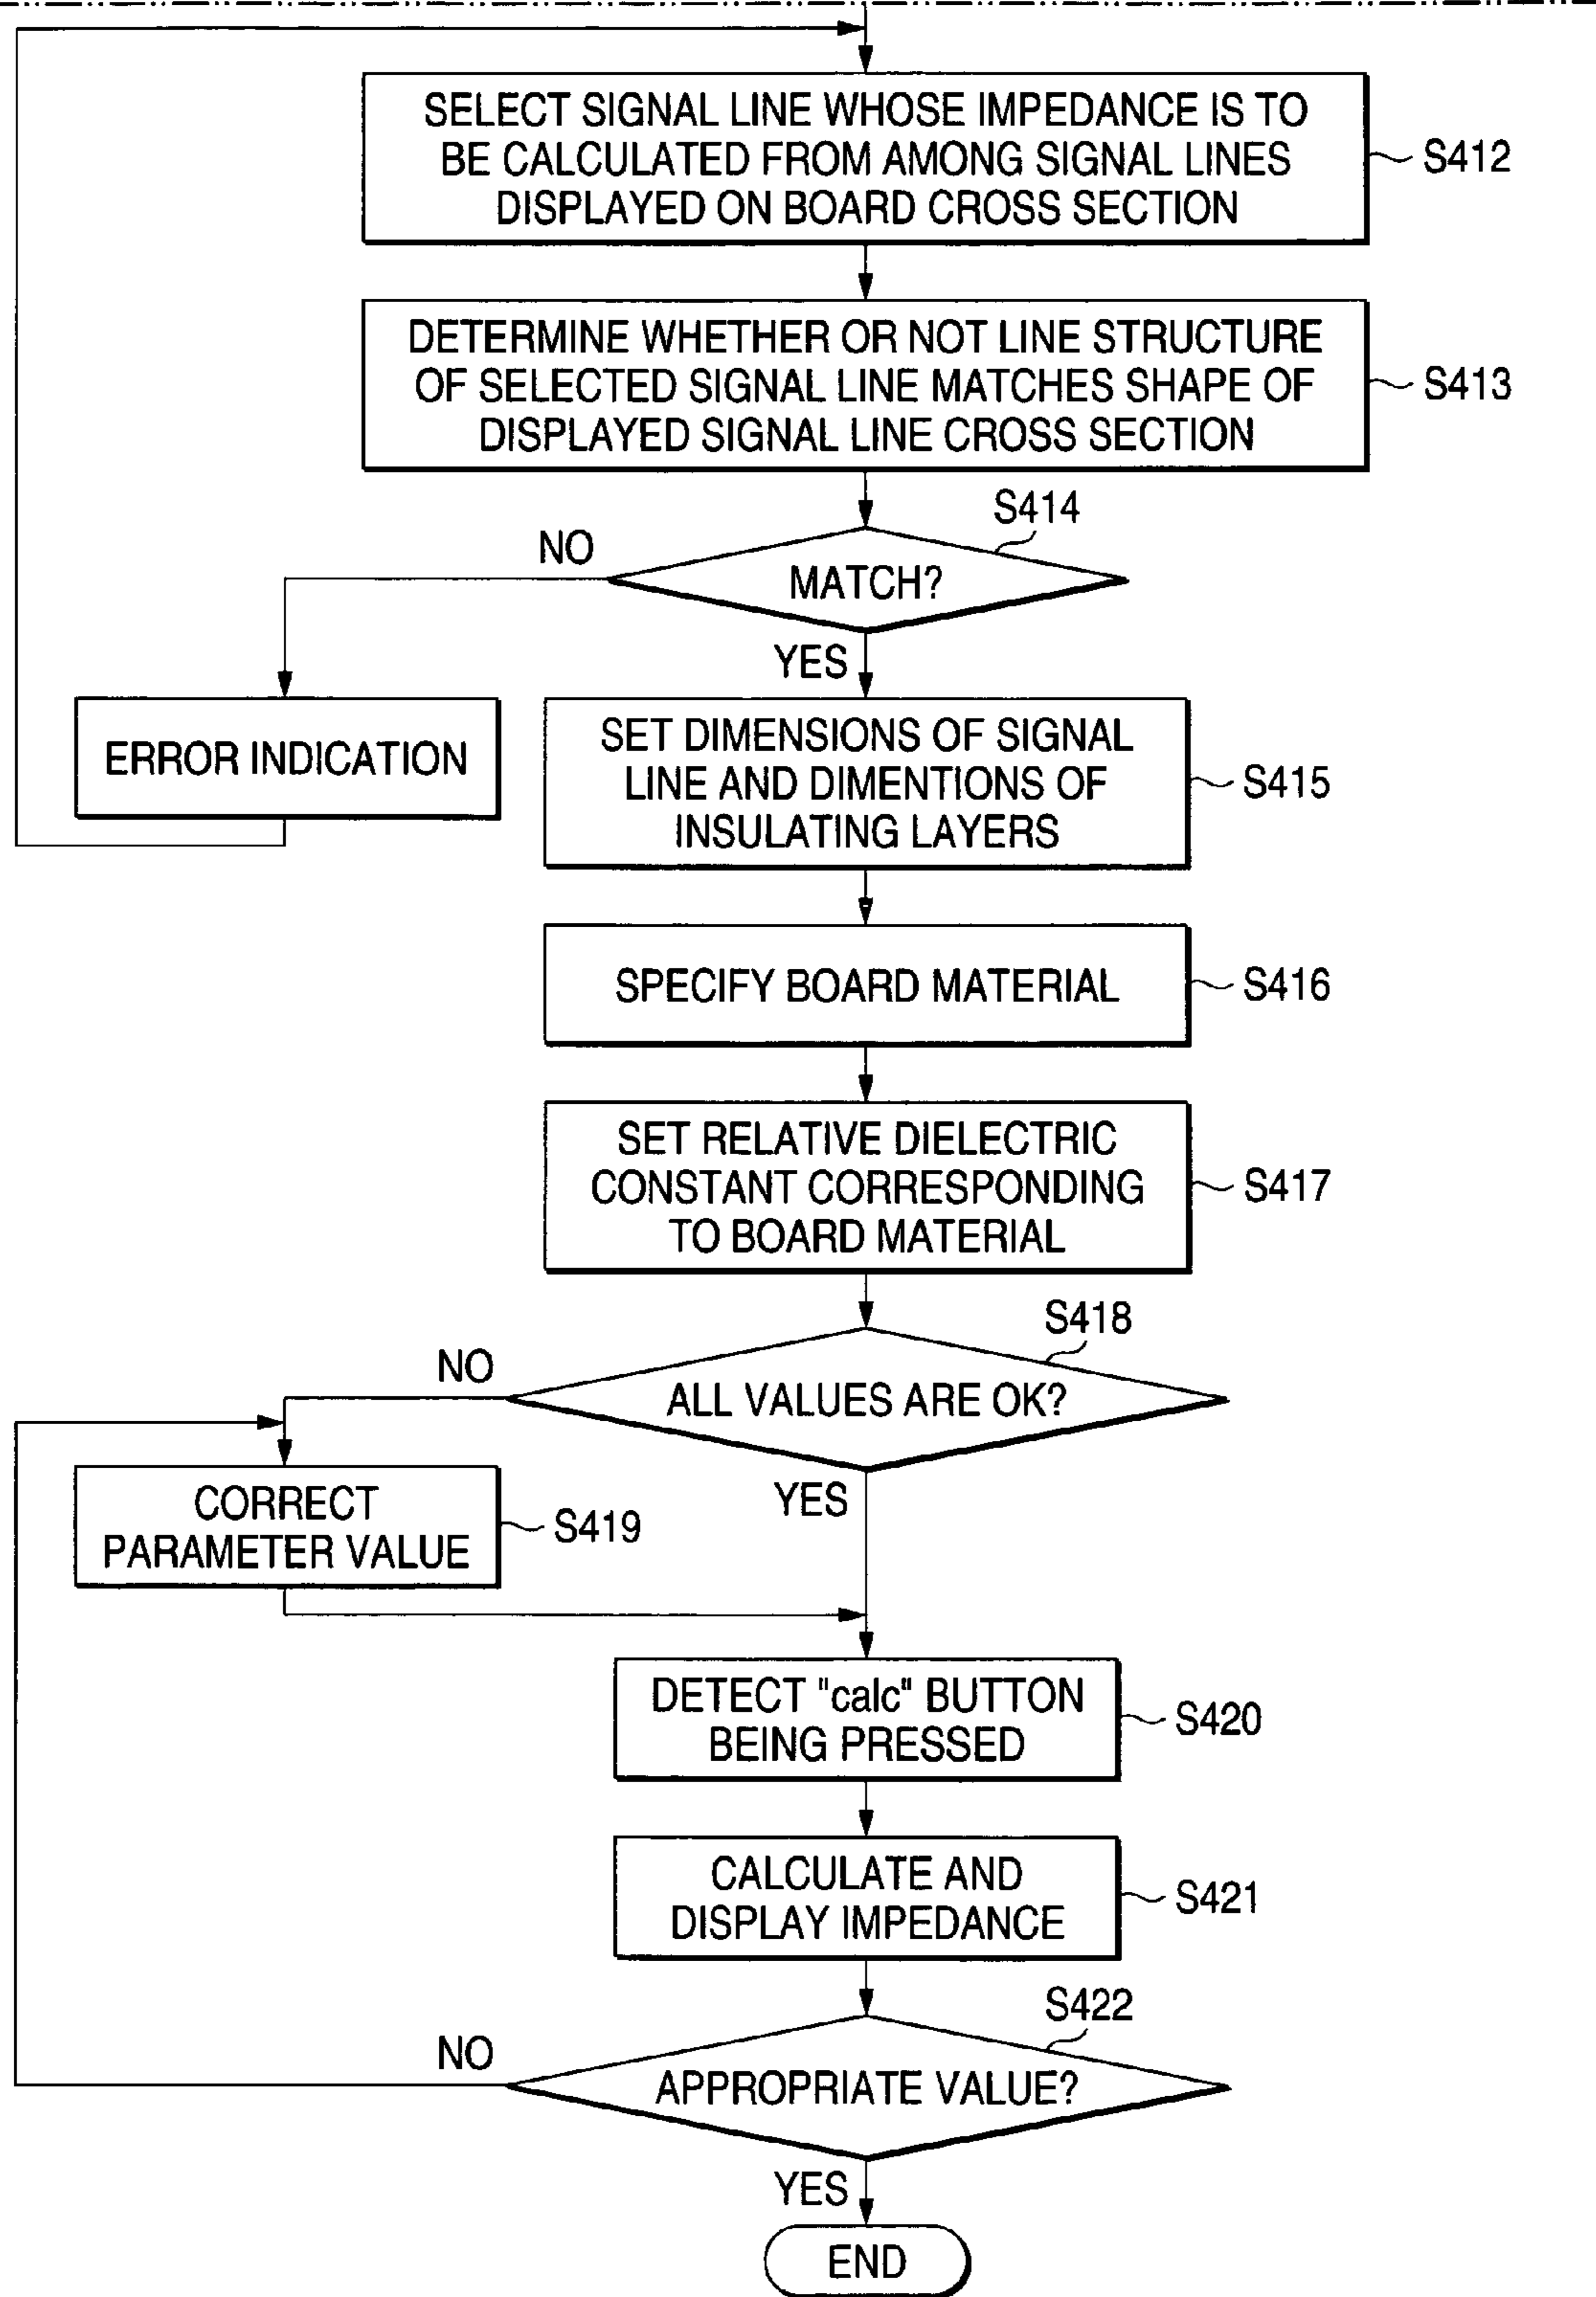 SELECT SIGNAL LINE WHOSE IMPEDANCE IS TO
BE CALCULATED FROM AMONG SIGNAL LINES
DISPLAYED ON BOARD CROSS SECTION
S412
DETERMINE WHETHER OR NOT LINE STRUCTURE
OF SELECTED SIGNAL LINE MATCHES SHAPE OF
DISPLAYED SIGNAL LINE CROSS SECTION
S413
S414
NO
MATCH?
YES
ERROR INDICATION
SET DIMENSIONS OF SIGNAL
LINE AND DIMENTIONS OF
INSULATING LAYERS
S415
SPECIFY BOARD MATERIAL
S416
SET RELATIVE DIELECTRIC
CONSTANT CORRESPONDING
TO BOARD MATERIAL
S417
S418
NO
ALL VALUES ARE OK?
YES
CORRECT
PARAMETER VALUE
S419
DETECT "calc" BUTTON
BEING PRESSED
S420
CALCULATE AND
DISPLAY IMPEDANCE
S421
S422
NO
APPROPRIATE VALUE?
YES
END